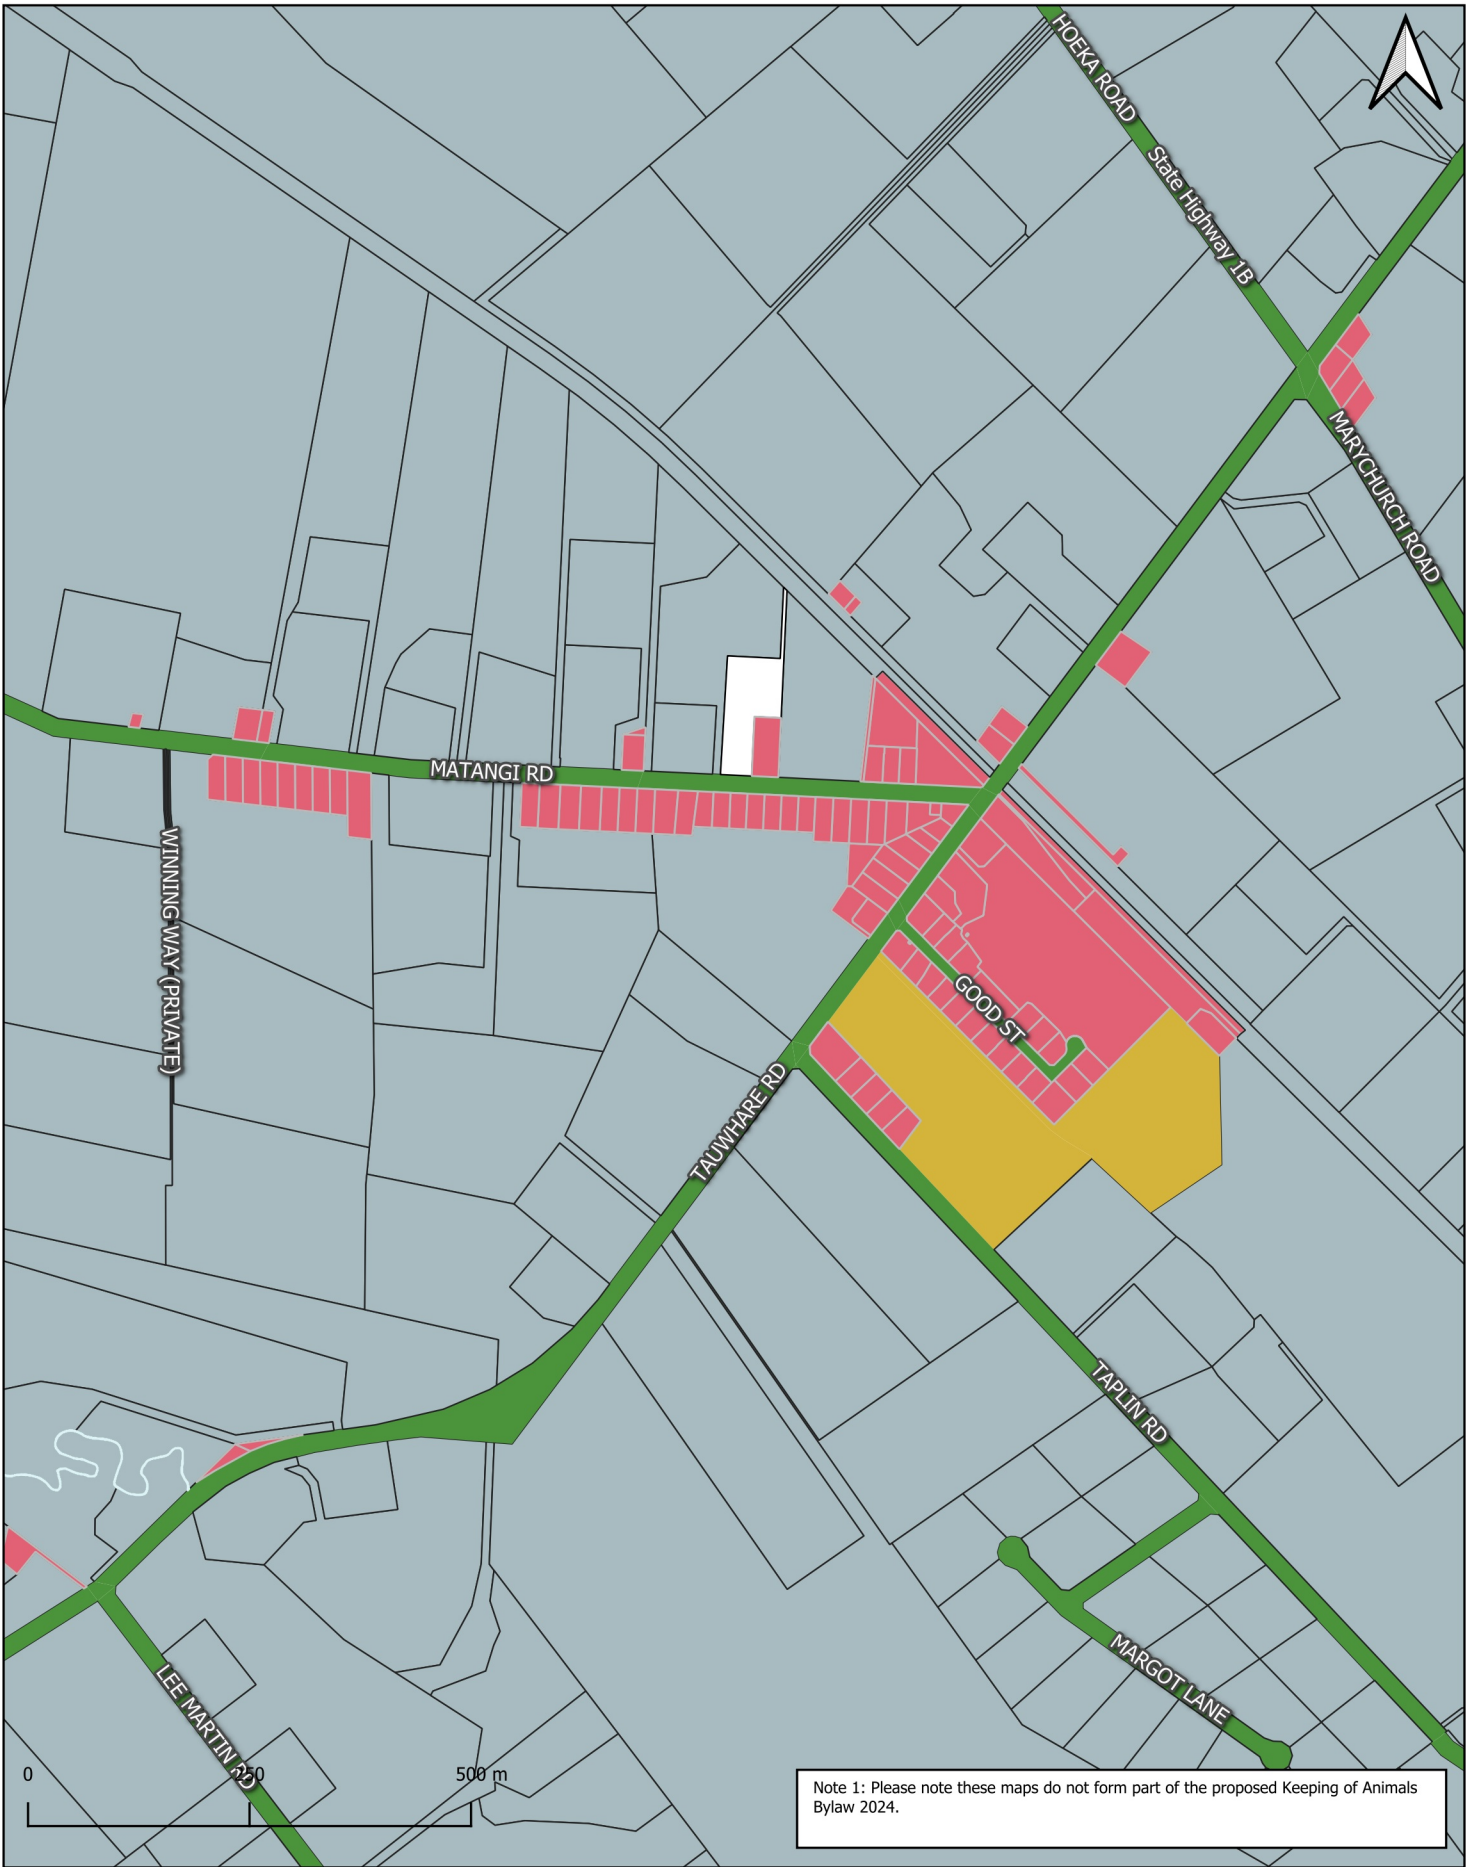 HOEKA ROAD
State Highway 1B
MARYCHURCH ROAD
MATANGI RD
WINNING WAY (PRIVATE)
GOOD ST
TAUWHARE RD
TAPLIN RD
MARGOT LANE
LEE MARTIN RD
0 250 500 m
Note 1: Please note these maps do not form part of the proposed Keeping of Animals
Bylaw 2024.